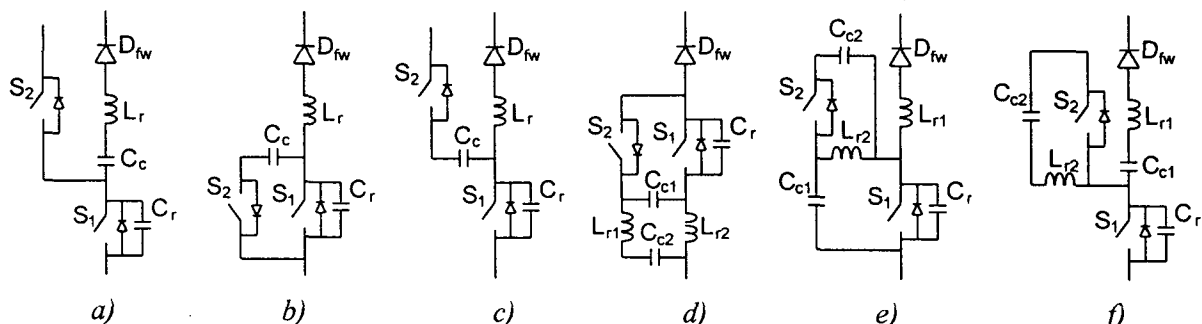 D_fw
S_2
L_r
C_c
S_1
C_r
a)
D_fw
L_r
C_c
S_2
S_1
C_r
b)
D_fw
S_2
L_r
C_c
S_1
C_r
c)
D_fw
S_2
S_1
C_r
C_c1
L_r1
C_c2
L_r2
d)
C_c2
D_fw
S_2
L_r1
L_r2
C_c1
S_1
C_r
e)
D_fw
C_c2
S_2
L_r1
L_r2
C_c1
S_1
C_r
f)